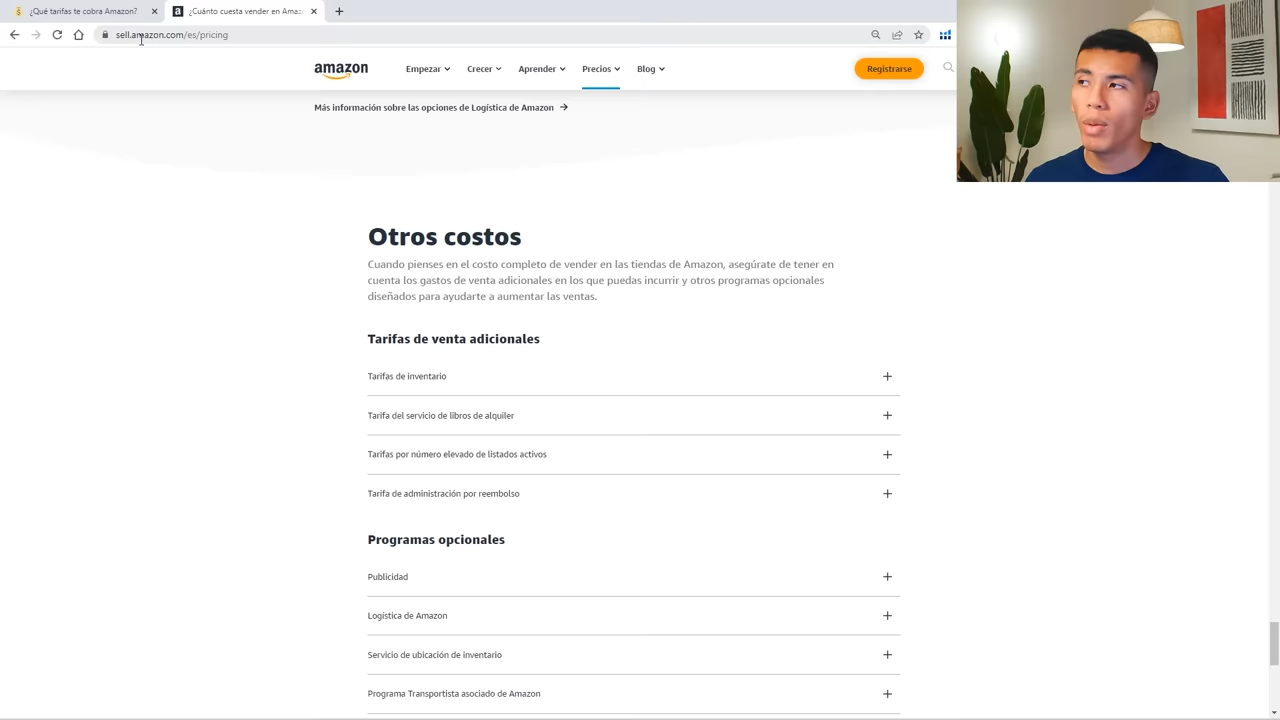 ¿Qué tarifas te cobra Amazon?
¿Cuánto cuesta vender en Amaz
sell.amazon.com/es/pricing
amazon
Empezar
Crecer
Aprender
Precios
Blog
Registrarse
Más información sobre las opciones de Logística de Amazon →
Otros costos
Cuando pienses en el costo completo de vender en las tiendas de Amazon, asegúrate de tener en
cuenta los gastos de venta adicionales en los que puedas incurrir y otros programas opcionales
diseñados para ayudarte a aumentar las ventas.
Tarifas de venta adicionales
Tarifas de inventario
Tarifa del servicio de libros de alquiler
Tarifas por número elevado de listados activos
Tarifa de administración por reembolso
Programas opcionales
Publicidad
Logística de Amazon
Servicio de ubicación de inventario
Programa Transportista asociado de Amazon